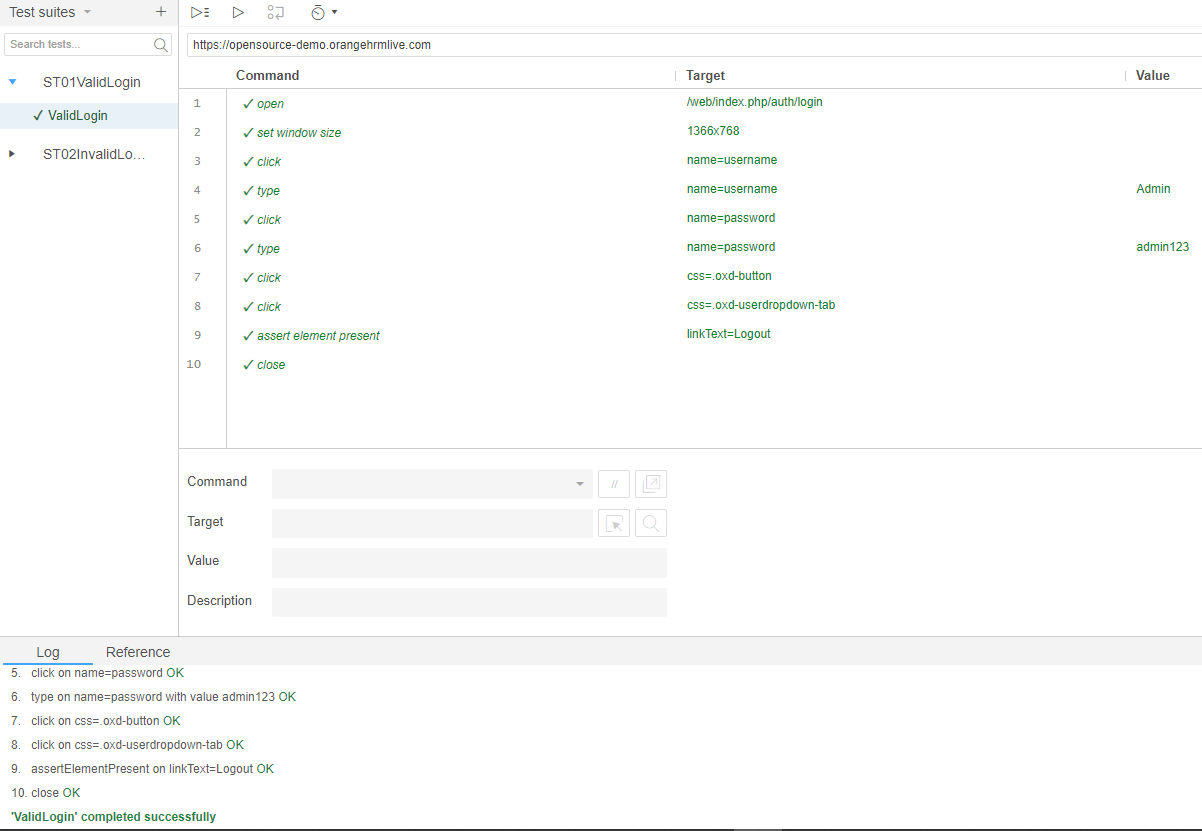 Test suites +
Search tests...
https://opensource-demo.orangehrmlive.com
Command Target Value
ST01ValidLogin
✓ ValidLogin
ST02InvalidLo...
1 ✓ open /web/index.php/auth/login
2 ✓ set window size 1366x768
3 ✓ click name=username
4 ✓ type name=username Admin
5 ✓ click name=password
6 ✓ type name=password admin123
7 ✓ click css=.oxd-button
8 ✓ click css=.oxd-userdropdown-tab
9 ✓ assert element present linkText=Logout
10 ✓ close
Command //
Target
Value
Description
Log Reference
5. click on name=password OK
6. type on name=password with value admin123 OK
7. click on css=.oxd-button OK
8. click on css=.oxd-userdropdown-tab OK
9. assertElementPresent on linkText=Logout OK
10. close OK
'ValidLogin' completed successfully